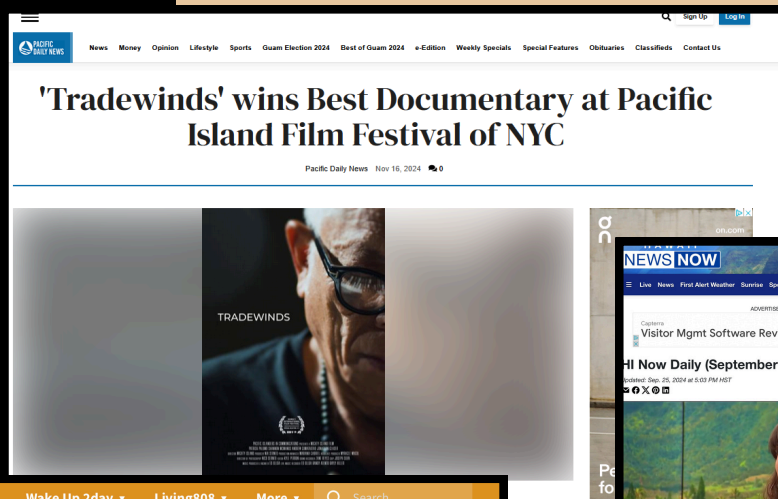 Sign Up Log In
PACIFIC
DAILY NEWS
News Money Opinion Lifestyle Sports Guam Election 2024 Best of Guam 2024 e-Edition Weekly Specials Special Features Obituaries Classifieds Contact Us
'Tradewinds' wins Best Documentary at Pacific
Island Film Festival of NYC
Pacific Daily News Nov 16, 2024 0
TRADEWINDS
on.com
Pe
fo
HAWAII
NEWS NOW
Live News First Alert Weather Sunrise Spo
ADVERTISE
Capterra
Visitor Mgmt Software Rev
HI Now Daily (September
Updated: Sep. 25, 2024 at 5:03 PM HST
Wake Up 2day Living808 More Search